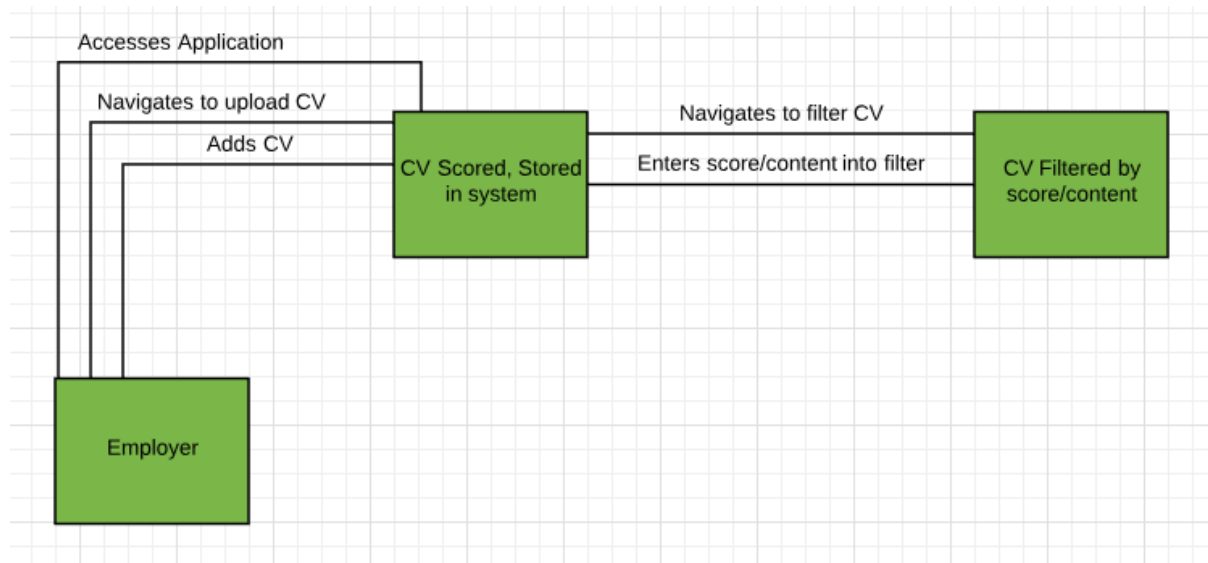 Accesses Application
Navigates to upload CV
Adds CV
CV Scored, Stored
in system
Navigates to filter CV
Enters score/content into filter
CV Filtered by
score/content
Employer